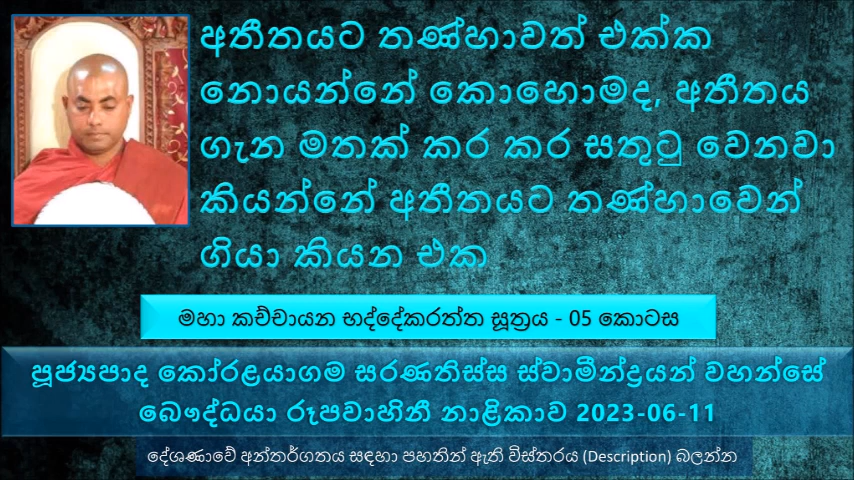 අතීතයට තණ්හාවත් එක්ක
නොයන්නේ කොහොමද, අතීතය
ගැන මතක් කර කර සතුටු වෙනවා
කියන්නේ අතීතයට තණ්හාවෙන්
ගියා කියන එක
මහා කච්චායන භද්දේකරත්ත සූත්‍රය - 05 කොටස
පූජ්‍යපාද කෝරළයාගම සරණතිස්ස ස්වාමීන්ද්‍රයන් වහන්සේ
බෞද්ධයා රූපවාහිනී නාළිකාව 2023-06-11
දේශණාවේ අන්තර්ගතය සඳහා පහතින් ඇති විස්තරය (Description) බලන්න